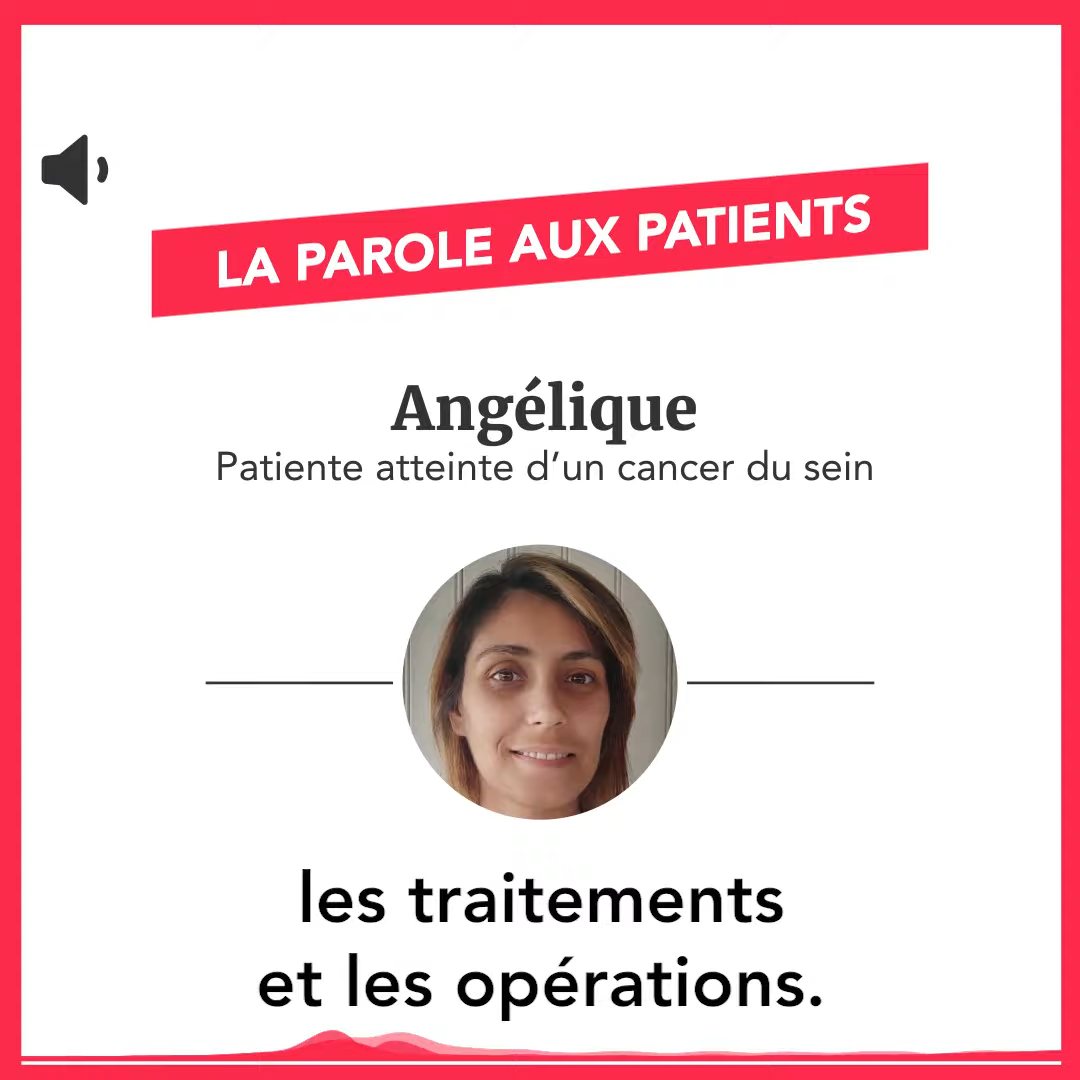 LA PAROLE AUX PATIENTS
Angélique
Patiente atteinte d’un cancer du sein
les traitements
et les opérations.